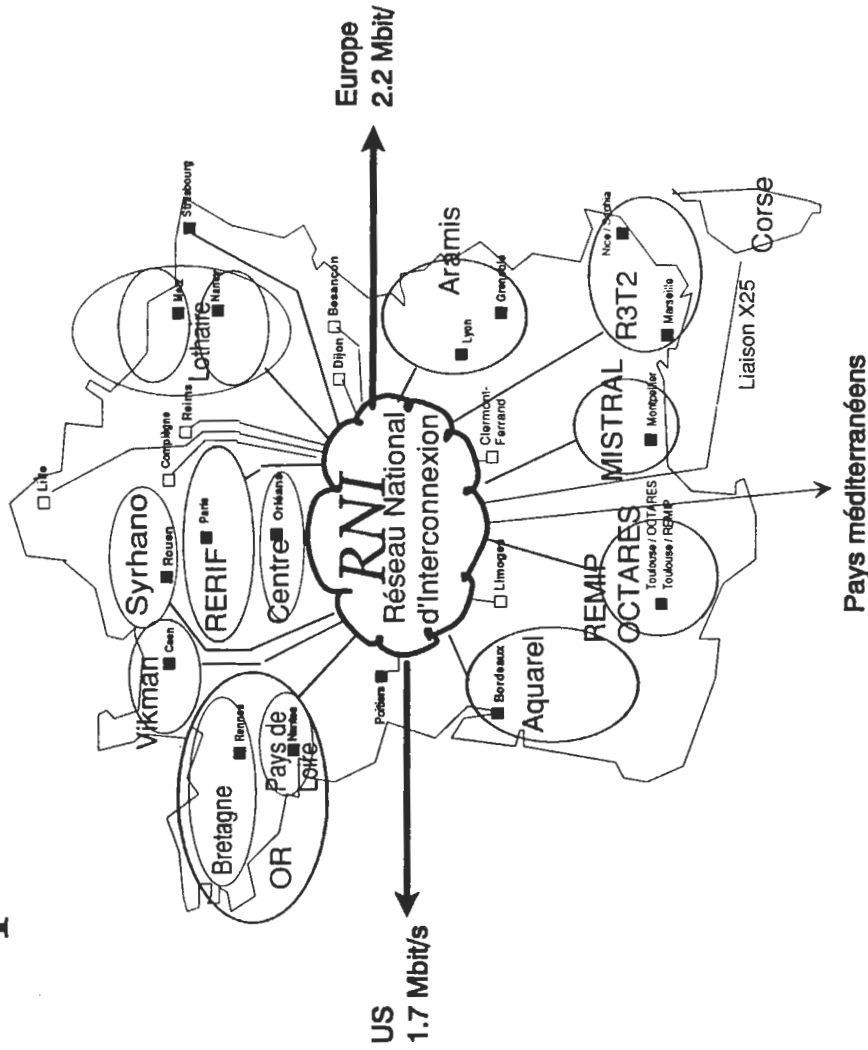 Lille
Reims
Compiègne
Syrhano
Rouen
Vikman
Caen
RERIF
Paris
Centre
Orléans
Lothaire
Metz
Nancy
Strasbourg
Bretagne
Rennes
Pays de
Loire
Nantes
OR
Dijon
Besançon
Poitiers
RNI
Réseau National
d'Interconnexion
US
1.7 Mbit/s
Europe
2.2 Mbit/
Limoges
Clermont-
Ferrand
Aramis
Lyon
Grenoble
Bordeaux
Aquarel
REMIP
OCTARES
Toulouse / OCTARES
Toulouse / REMIP
MISTRAL
Montpellier
R3T2
Nice / Sophia
Marseille
Liaison X25
Corse
Pays méditerranéens